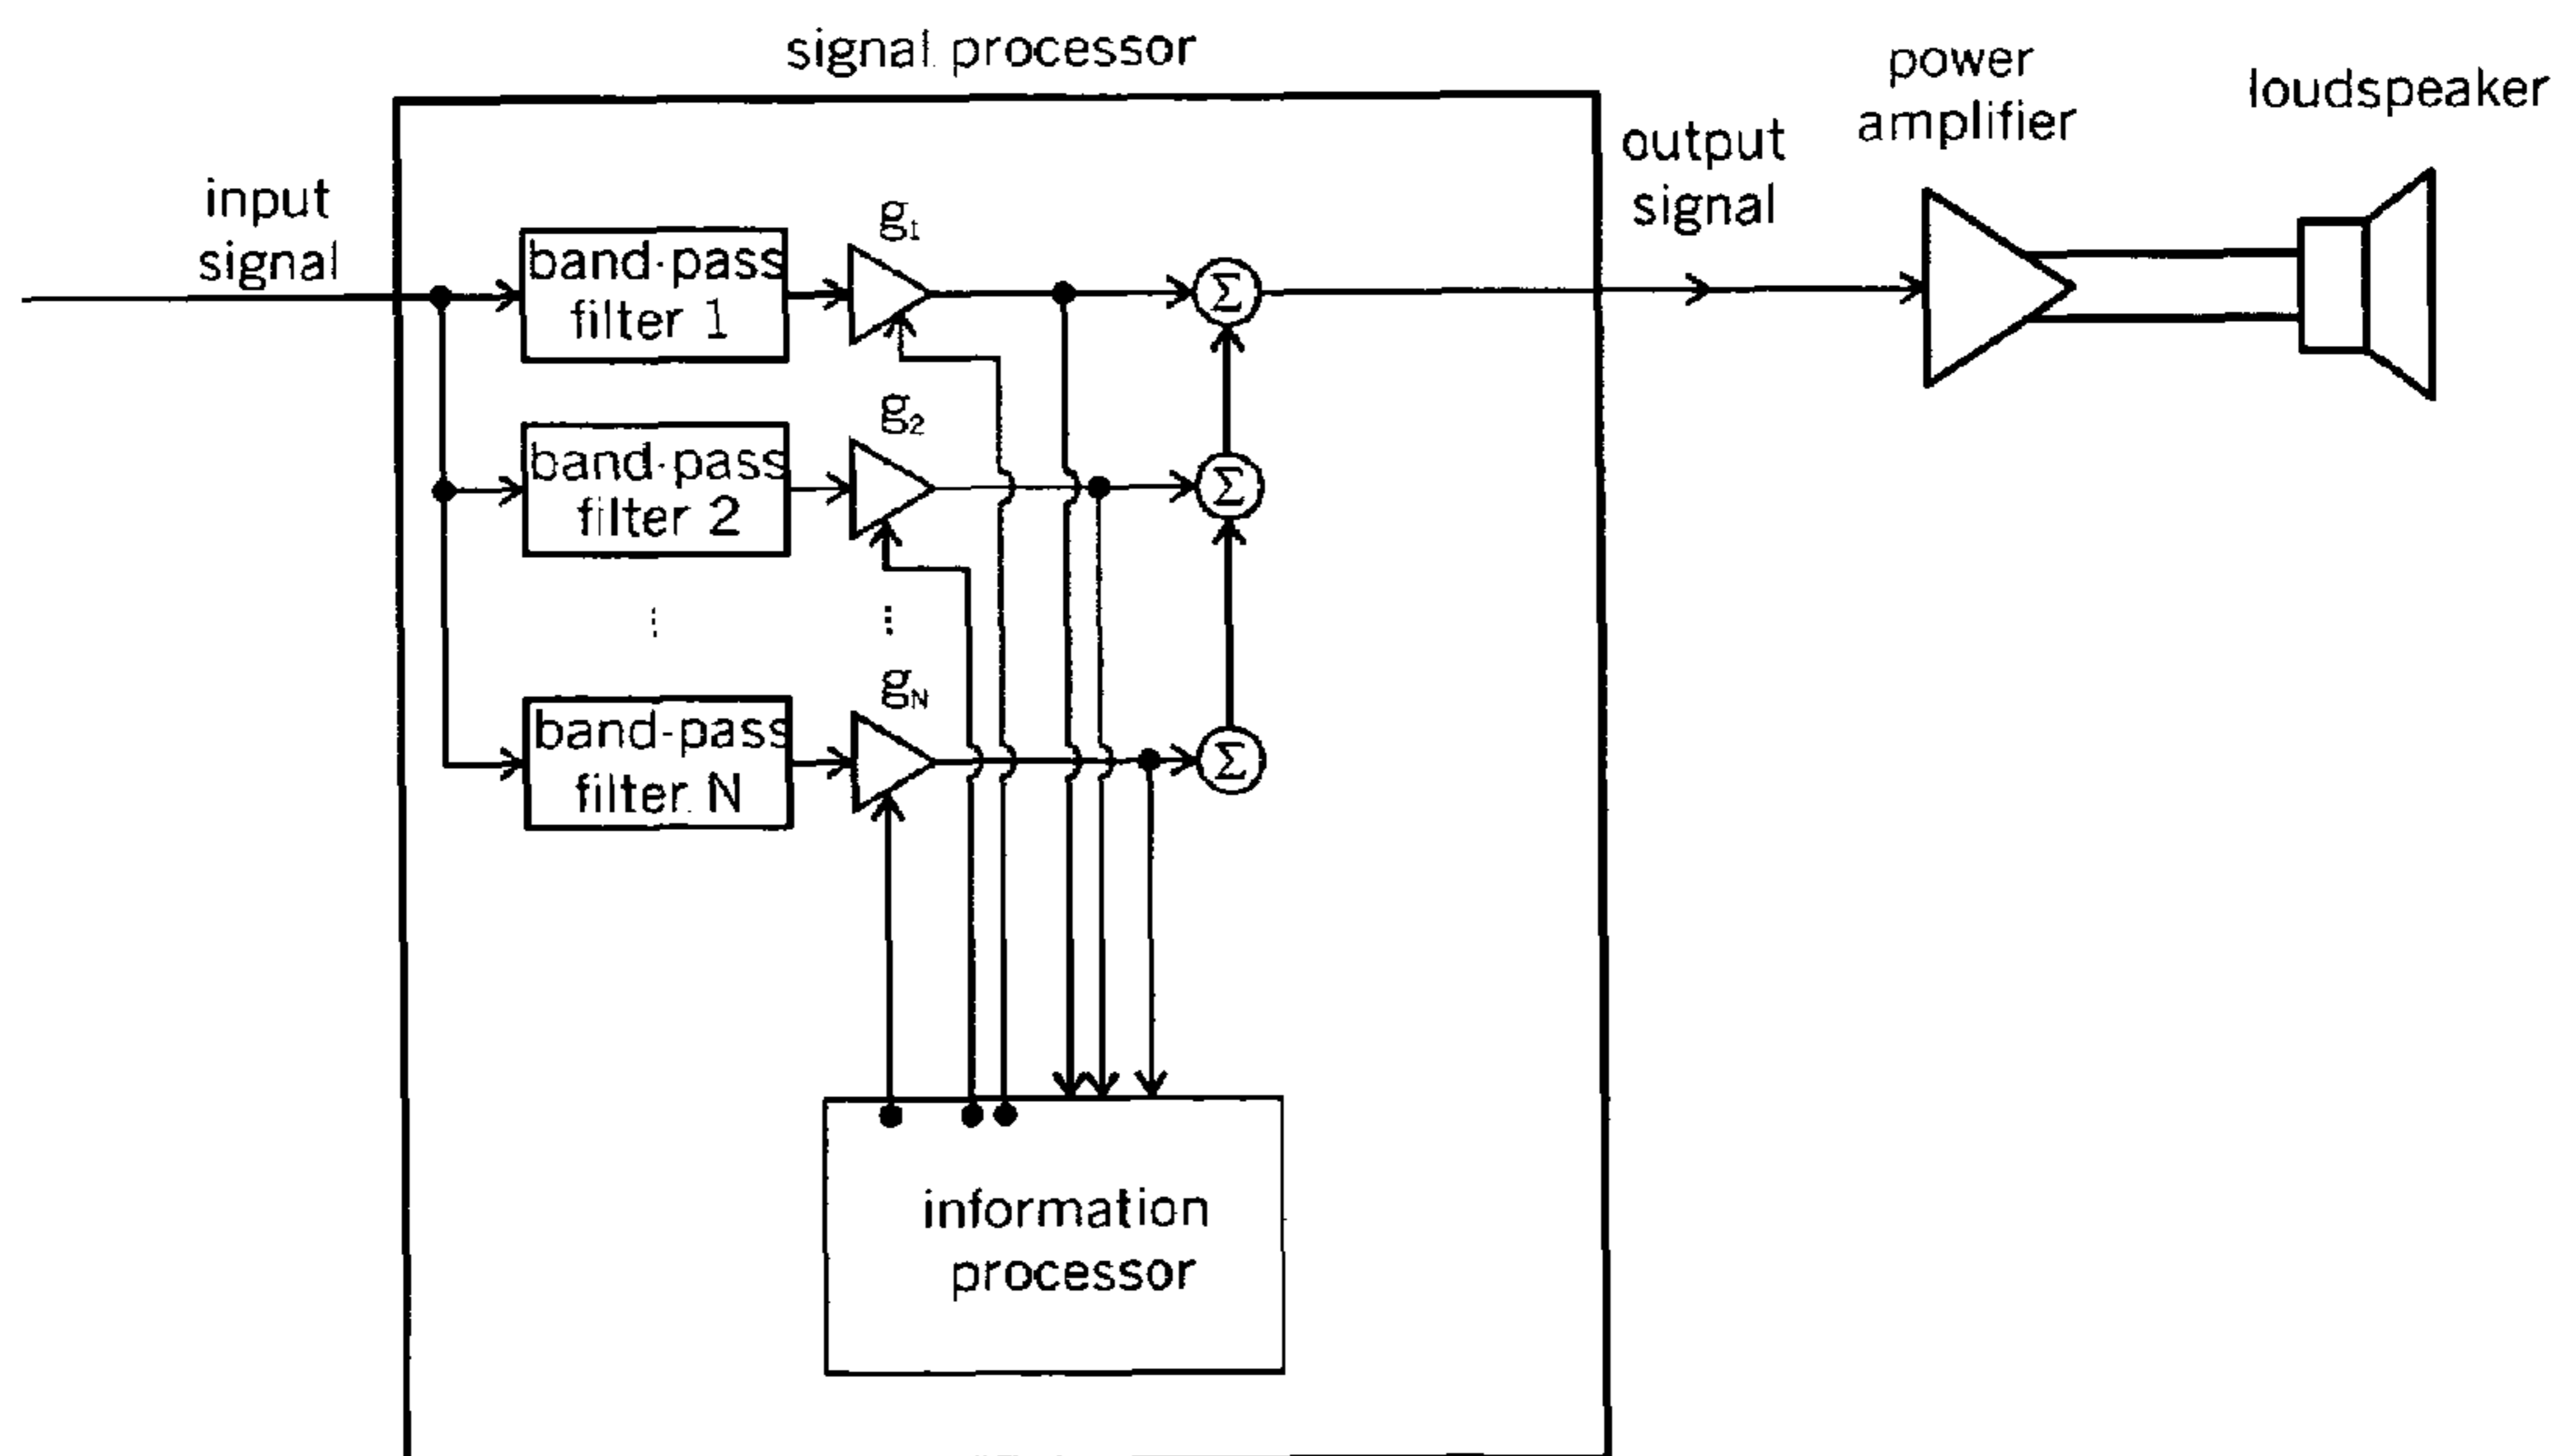 signal processor
power
amplifier
loudspeaker
output
signal
input
signal
g₁
band-pass
filter 1
g₂
band-pass
filter 2
⋮
⋮
g_N
band-pass
filter N
Σ
Σ
Σ
information
processor